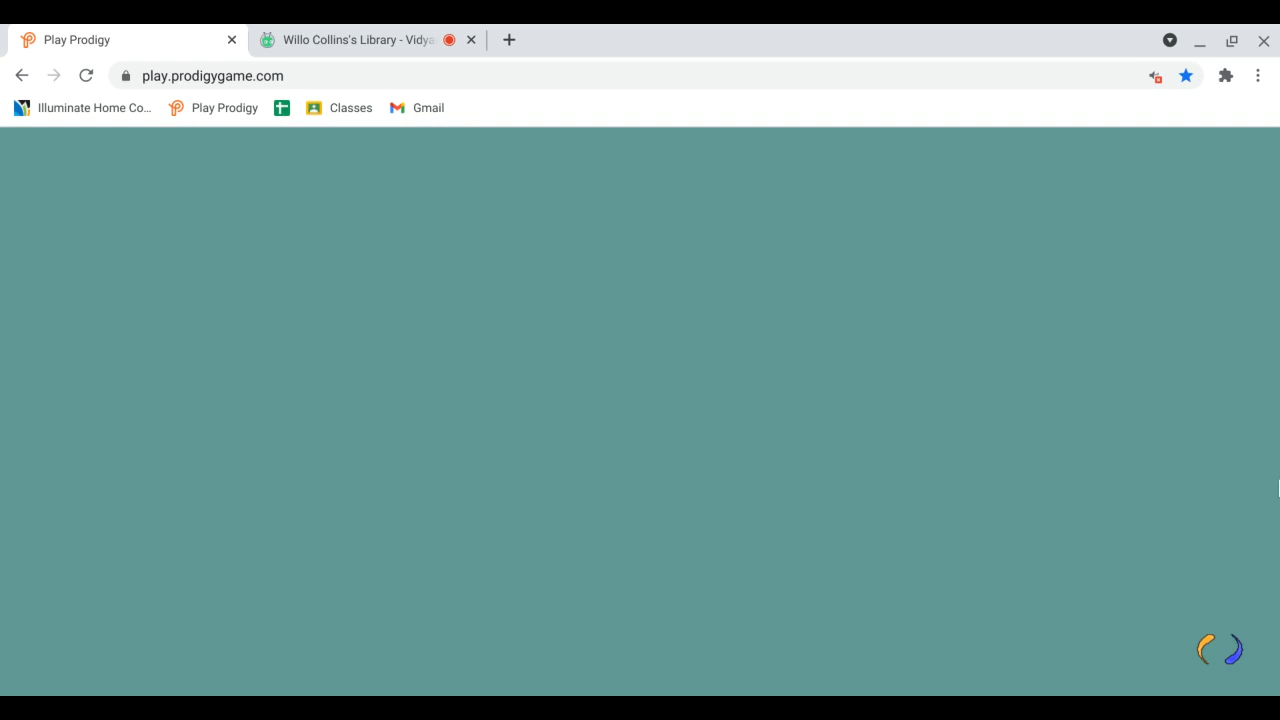 Play Prodigy
Willo Collins's Library - Vidya
play.prodigygame.com
Illuminate Home Co...
Play Prodigy
Classes
Gmail